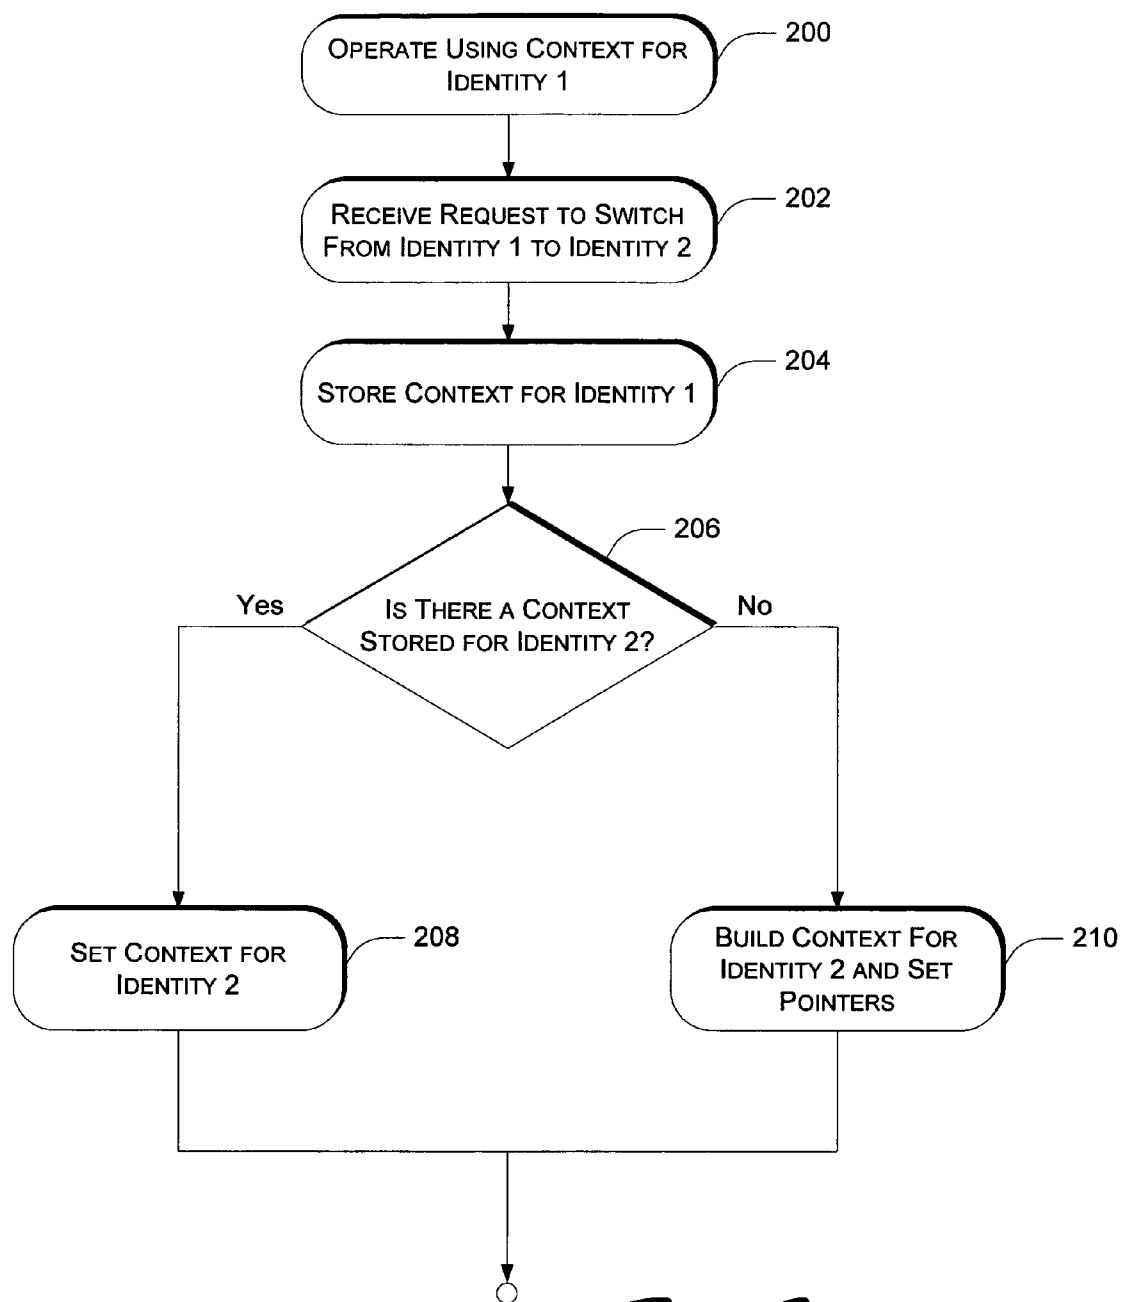 OPERATE USING CONTEXT FOR
IDENTITY 1
200
RECEIVE REQUEST TO SWITCH
FROM IDENTITY 1 TO IDENTITY 2
202
STORE CONTEXT FOR IDENTITY 1
204
206
IS THERE A CONTEXT
STORED FOR IDENTITY 2?
Yes
No
SET CONTEXT FOR
IDENTITY 2
208
BUILD CONTEXT FOR
IDENTITY 2 AND SET
POINTERS
210